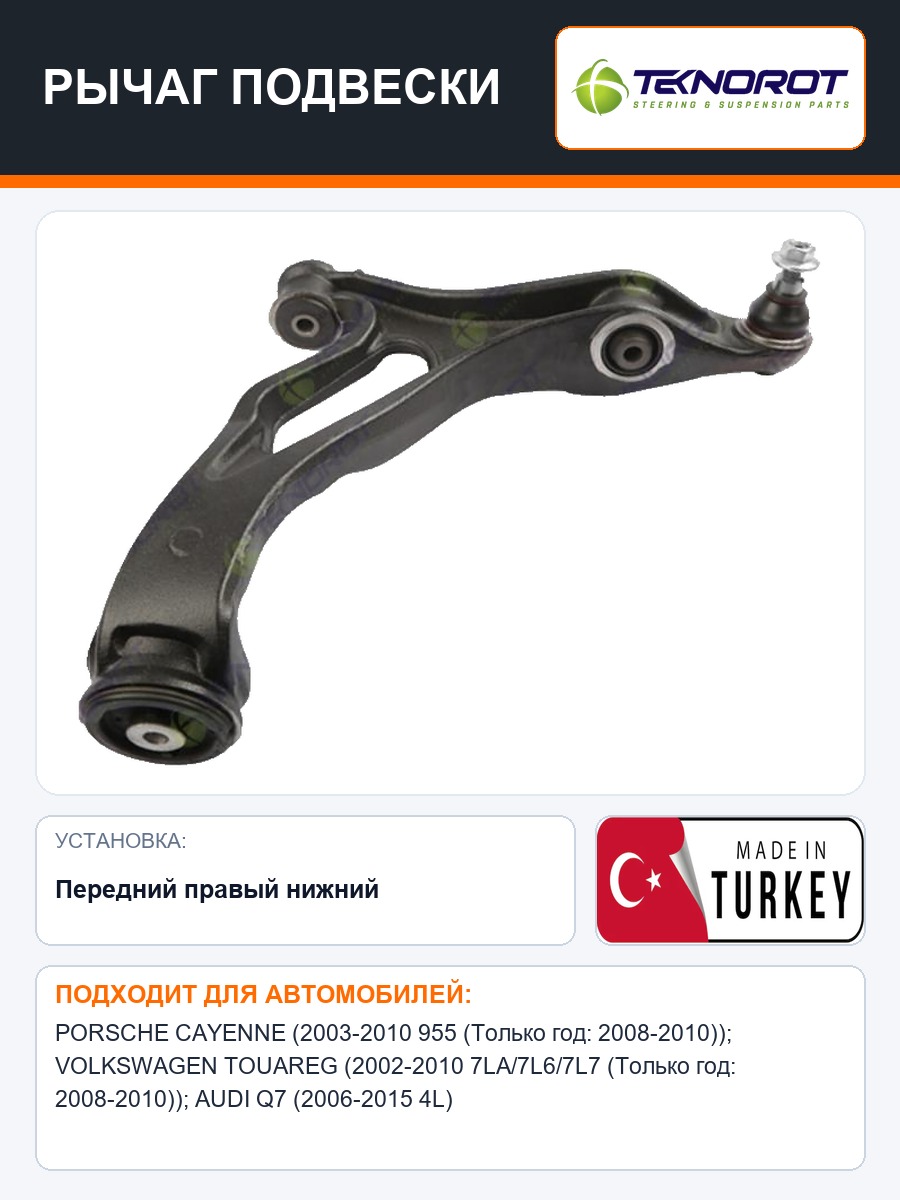 РЫЧАГ ПОДВЕСКИ
TEKNOROT
STEERING & SUSPENSION PARTS
УСТАНОВКА:
Передний правый нижний
MADE IN
TURKEY
ПОДХОДИТ ДЛЯ АВТОМОБИЛЕЙ:
PORSCHE CAYENNE (2003-2010 955 (Только год: 2008-2010));
VOLKSWAGEN TOUAREG (2002-2010 7LA/7L6/7L7 (Только год:
2008-2010)); AUDI Q7 (2006-2015 4L)